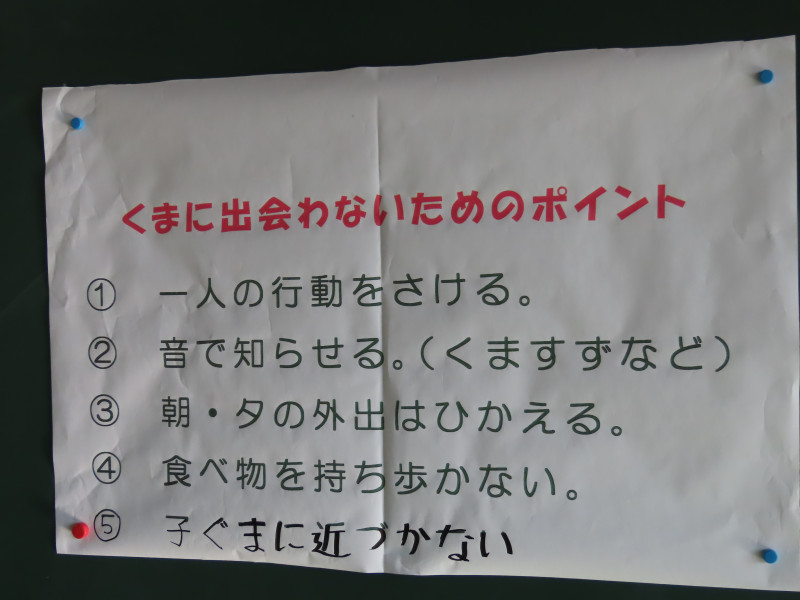 くまに出会わないためのポイント
① 一人の行動をさける。
② 音で知らせる。（くますずなど）
③ 朝・夕の外出はひかえる。
④ 食べ物を持ち歩かない。
⑤ 子ぐまに近づかない